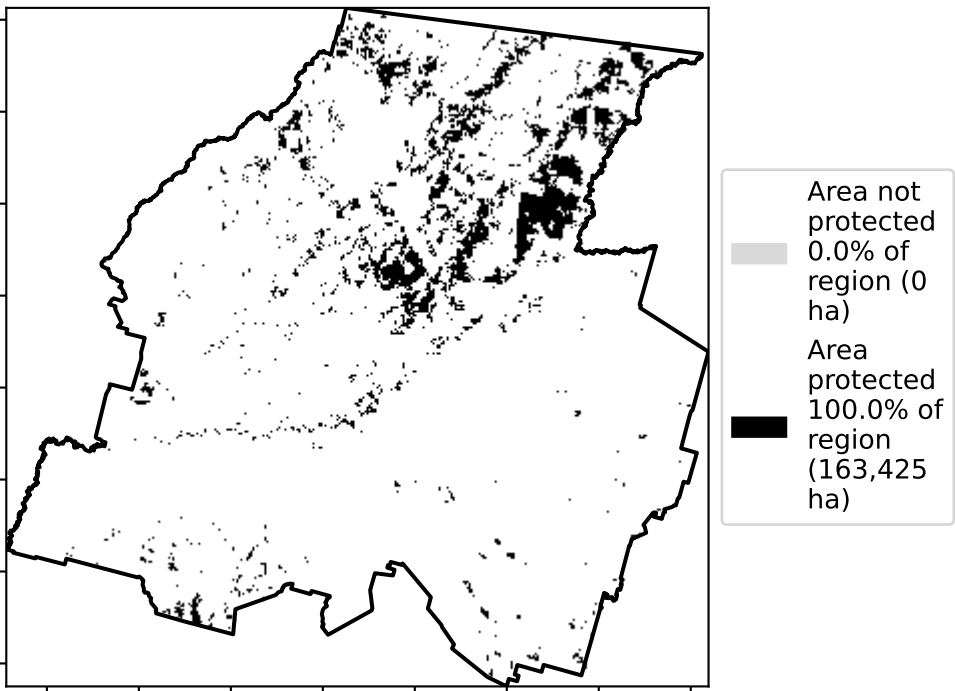 Area not
protected
0.0% of
region (0
ha)
Area
protected
100.0% of
region
(163,425
ha)